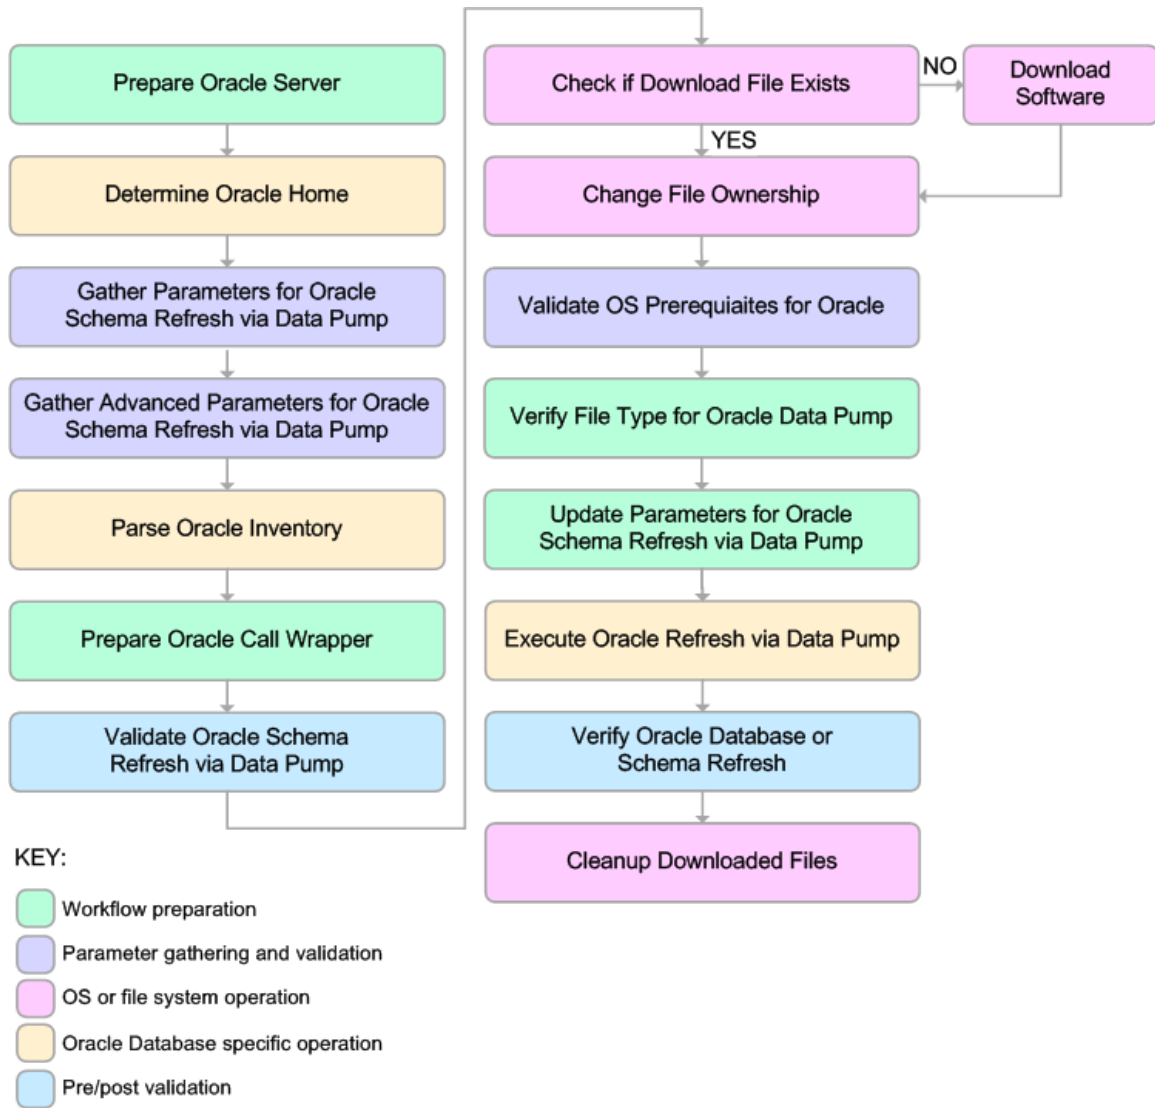 Prepare Oracle Server
Determine Oracle Home
Gather Parameters for Oracle
Schema Refresh via Data Pump
Gather Advanced Parameters for Oracle
Schema Refresh via Data Pump
Parse Oracle Inventory
Prepare Oracle Call Wrapper
Validate Oracle Schema
Refresh via Data Pump
Check if Download File Exists
NO
Download
Software
YES
Change File Ownership
Validate OS Prerequiaites for Oracle
Verify File Type for Oracle Data Pump
Update Parameters for Oracle
Schema Refresh via Data Pump
Execute Oracle Refresh via Data Pump
Verify Oracle Database or
Schema Refresh
Cleanup Downloaded Files
KEY:
Workflow preparation
Parameter gathering and validation
OS or file system operation
Oracle Database specific operation
Pre/post validation